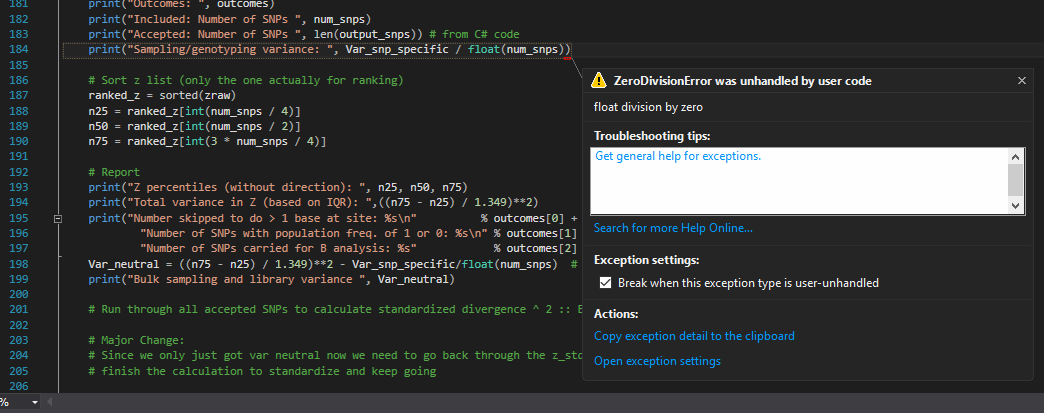 181 print("Outcomes: ", outcomes)
182 print("Included: Number of SNPs ", num_snps)
183 print("Accepted: Number of SNPs ", len(output_snps)) # from C# code
184 print("Sampling/genotyping variance: ", Var_snp_specific / float(num_snps))
185
186 # Sort z list (only the one actually for ranking)
187 ranked_z = sorted(zraw)
188 n25 = ranked_z[int(num_snps / 4)]
189 n50 = ranked_z[int(num_snps / 2)]
190 n75 = ranked_z[int(3 * num_snps / 4)]
191
192 # Report
193 print("Z percentiles (without direction): ", n25, n50, n75)
194 print("Total variance in Z (based on IQR): ",((n75 - n25) / 1.349)**2)
195 print("Number skipped to do > 1 base at site: %s\n" % outcomes[0] +
196 "Number of SNPs with population freq. of 1 or 0: %s\n" % outcomes[1]
197 "Number of SNPs carried for B analysis: %s" % outcomes[2]
198 Var_neutral = ((n75 - n25) / 1.349)**2 - Var_snp_specific/float(num_snps) #
199 print("Bulk sampling and library variance ", Var_neutral)
200
201 # Run through all accepted SNPs to calculate standardized divergence ^ 2 :: E
202
203 # Major Change:
204 # Since we only just got var neutral now we need to go back through the z_sto
205 # finish the calculation to standardize and keep going
206
%
ZeroDivisionError was unhandled by user code
float division by zero
Troubleshooting tips:
Get general help for exceptions.
Search for more Help Online...
Exception settings:
Break when this exception type is user-unhandled
Actions:
Copy exception detail to the clipboard
Open exception settings